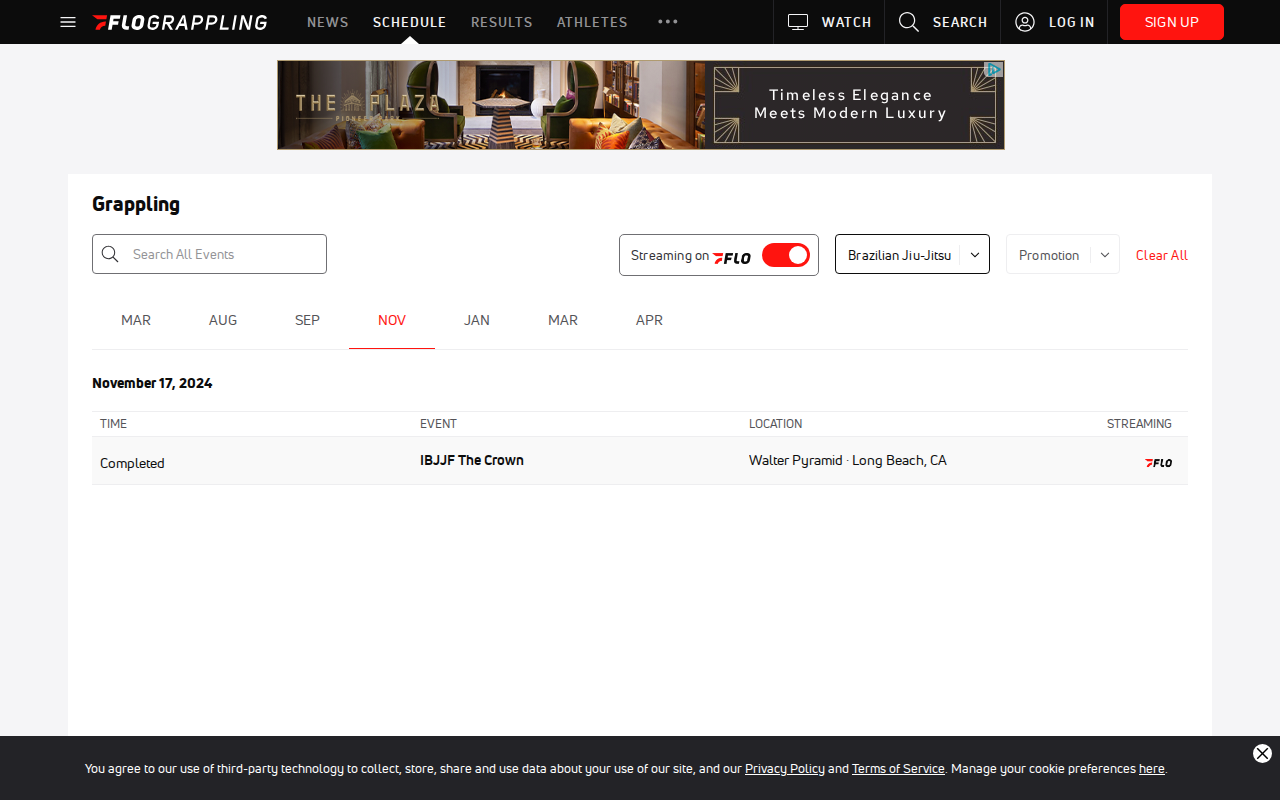 FLOGRAPPLING
NEWS
SCHEDULE
RESULTS
ATHLETES
WATCH
SEARCH
LOG IN
SIGN UP
THE PLAZA
PIONEER PARK
Timeless Elegance
Meets Modern Luxury
Grappling
Search All Events
Streaming on FLO
Brazilian Jiu-Jitsu
Promotion
Clear All
MAR
AUG
SEP
NOV
JAN
MAR
APR
November 17, 2024
TIME
EVENT
LOCATION
STREAMING
Completed
IBJJF The Crown
Walter Pyramid · Long Beach, CA
FLO
You agree to our use of third-party technology to collect, store, share and use data about your use of our site, and our Privacy Policy and Terms of Service. Manage your cookie preferences here.